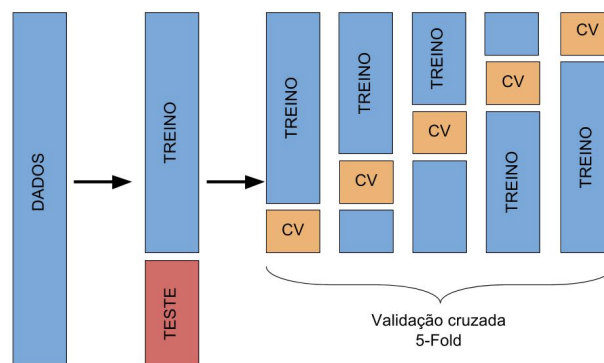 DADOS
TREINO
TESTE
TREINO
CV
TREINO
CV
TREINO
CV
CV
TREINO
CV
TREINO
Validação cruzada
5-Fold